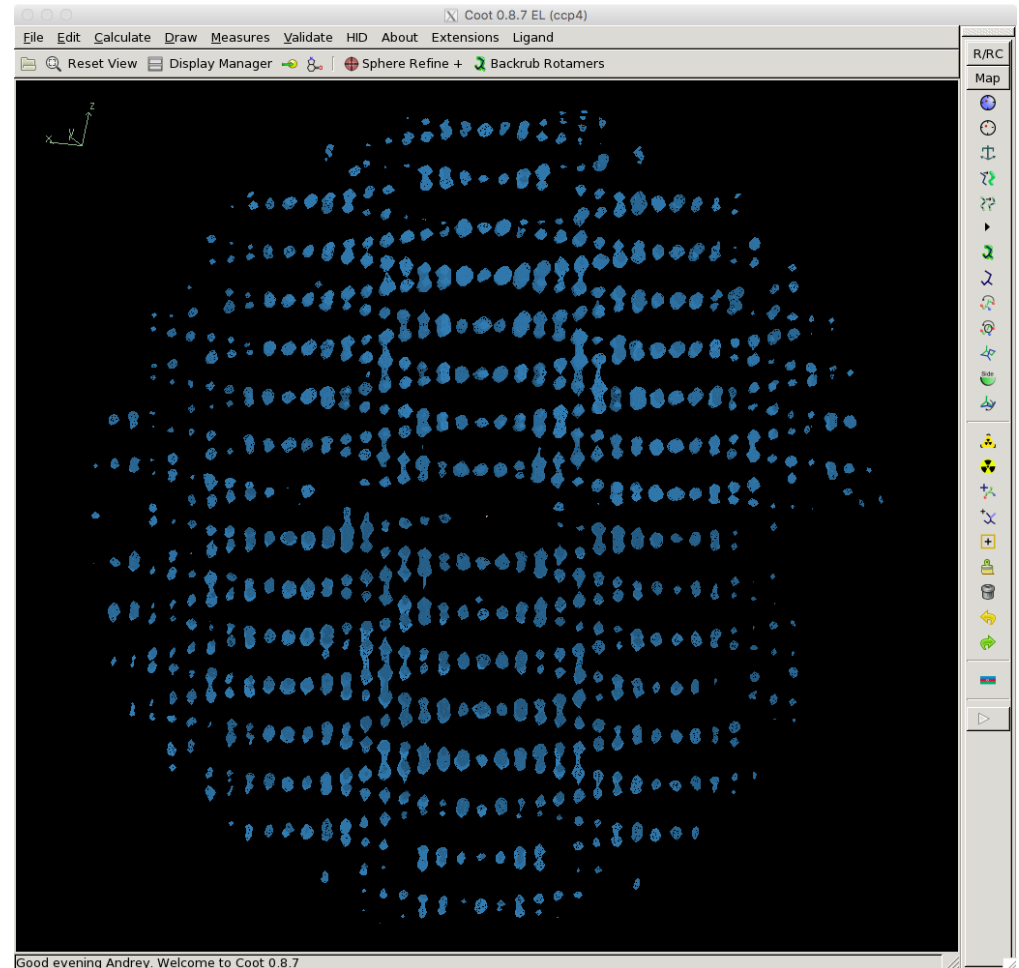 Coot 0.8.7 EL (ccp4)
File Edit Calculate Draw Measures Validate HID About Extensions Ligand
Reset View Display Manager Sphere Refine + Backrub Rotamers
R/RC
Map
z
x
y
Side
Good evening Andrey. Welcome to Coot 0.8.7